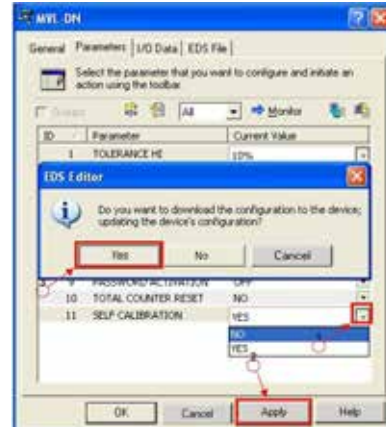 MVL-DN
General Parameters I/O Data EDS File
Select the parameter that you want to configure and initiate an
action using the toolbar.
Groups All Monitor
ID Parameter Current Value
1 TOLERANCE HI 10%
EDS Editor
Do you want to download the configuration to the device;
updating the device's configuration?
Yes No Cancel
9 PASSWORD ACTIVATION OFF
10 TOTAL COUNTER RESET NO
11 SELF CALIBRATION YES
NO
YES
OK Cancel Apply Help